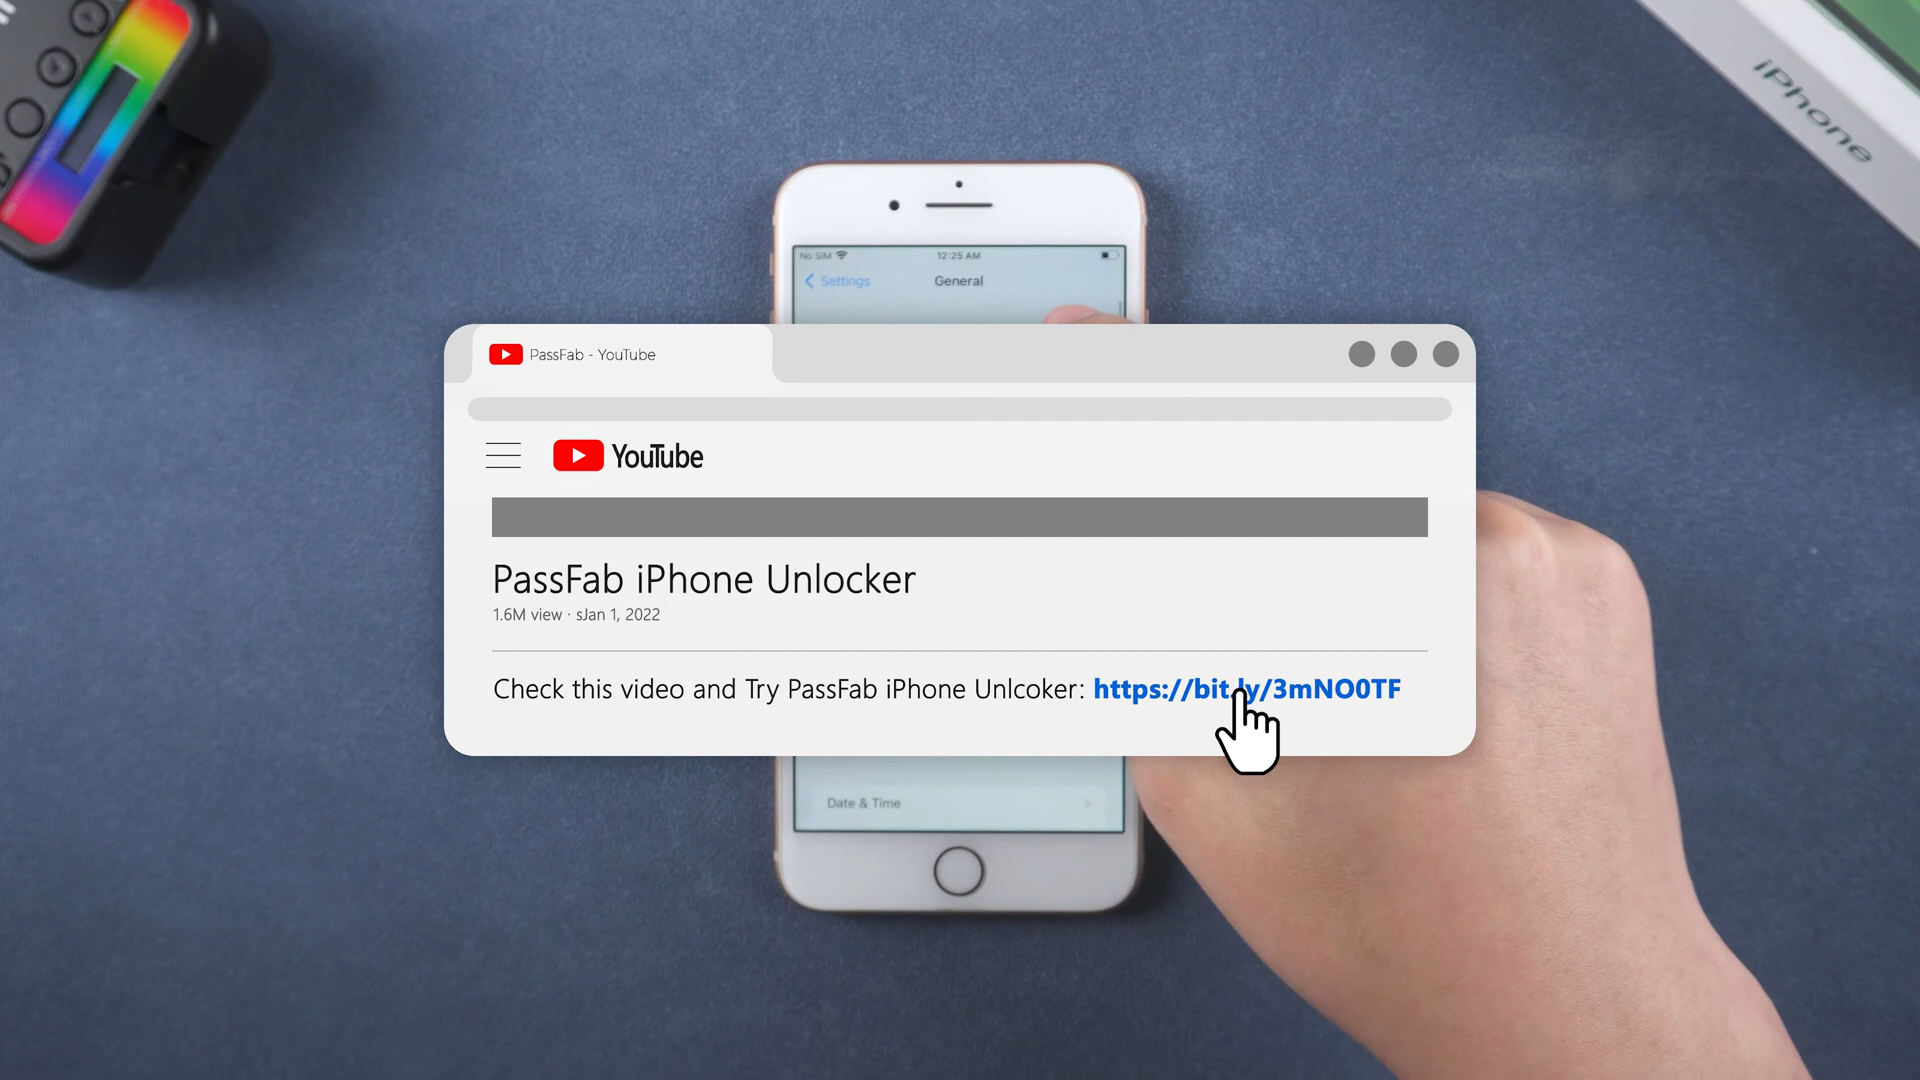 iPhone
No SIM 12:25 AM
Settings General
PassFab - YouTube
YouTube
PassFab iPhone Unlocker
1.6M view · sJan 1, 2022
Check this video and Try PassFab iPhone Unlcoker: https://bit.ly/3mNO0TF
Date & Time